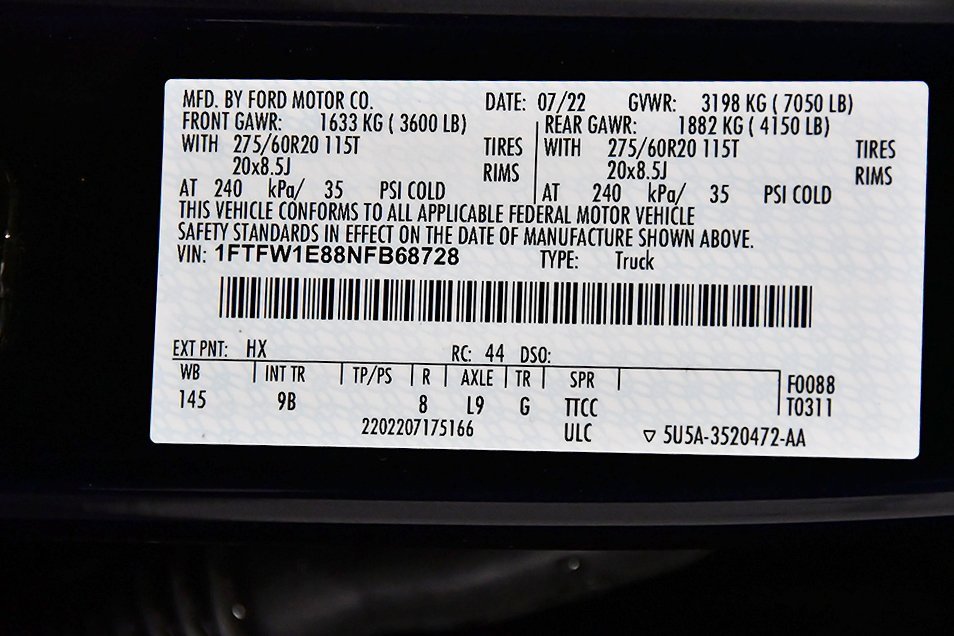 MFD. BY FORD MOTOR CO. DATE: 07/22 GVWR: 3198 KG ( 7050 LB)
FRONT GAWR: 1633 KG ( 3600 LB) REAR GAWR: 1882 KG ( 4150 LB)
WITH 275/60R20 115T TIRES WITH 275/60R20 115T TIRES
20x8.5J RIMS 20x8.5J RIMS
AT 240 kPa/ 35 PSI COLD AT 240 kPa/ 35 PSI COLD
THIS VEHICLE CONFORMS TO ALL APPLICABLE FEDERAL MOTOR VEHICLE
SAFETY STANDARDS IN EFFECT ON THE DATE OF MANUFACTURE SHOWN ABOVE.
VIN: 1FTFW1E88NFB68728 TYPE: Truck
EXT PNT: HX RC: 44 DSO:
WB INT TR TP/PS R AXLE TR SPR F0088
145 9B 8 L9 G TTCC T0311
2202207175166 ULC ▽ 5U5A-3520472-AA